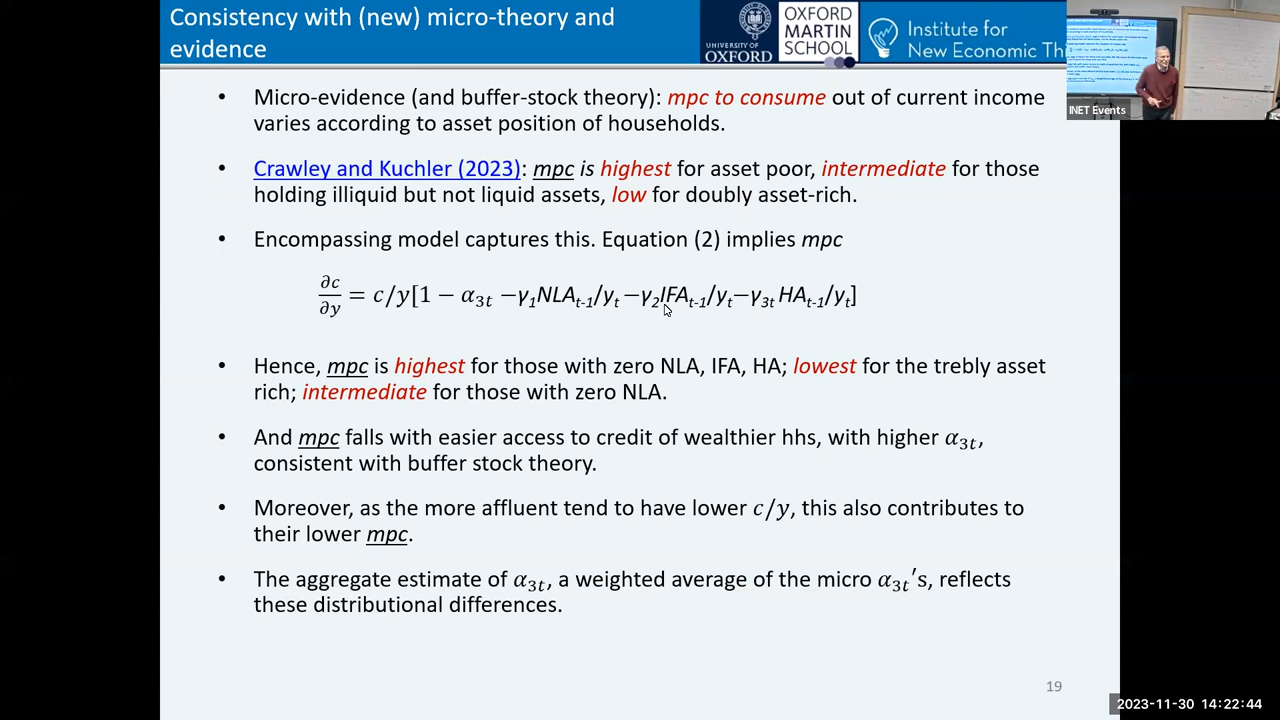 Consistency with (new) micro-theory and
evidence
UNIVERSITY OF
OXFORD
OXFORD
MARTIN
SCHOOL
Institute for
New Economic Th
INET Events
• Micro-evidence (and buffer-stock theory): mpc to consume out of current income
varies according to asset position of households.
• Crawley and Kuchler (2023): mpc is highest for asset poor, intermediate for those
holding illiquid but not liquid assets, low for doubly asset-rich.
• Encompassing model captures this. Equation (2) implies mpc
∂c/∂y = c/y[1 − α₃ₜ −γ₁NLAₜ₋₁/yₜ −γ₂IFAₜ₋₁/yₜ−γ₃ₜ HAₜ₋₁/yₜ]
• Hence, mpc is highest for those with zero NLA, IFA, HA; lowest for the trebly asset
rich; intermediate for those with zero NLA.
• And mpc falls with easier access to credit of wealthier hhs, with higher α₃ₜ,
consistent with buffer stock theory.
• Moreover, as the more affluent tend to have lower c/y, this also contributes to
their lower mpc.
• The aggregate estimate of α₃ₜ, a weighted average of the micro α₃ₜ′s, reflects
these distributional differences.
19
2023-11-30 14:22:44